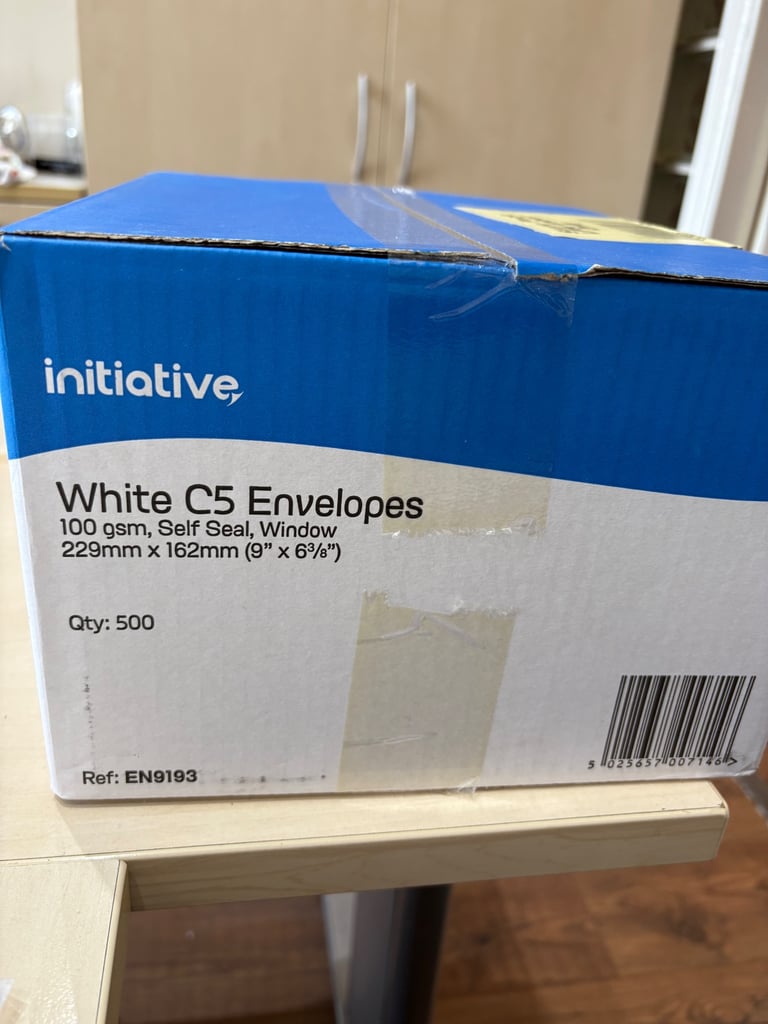 initiative
White C5 Envelopes
100 gsm, Self Seal, Window
229mm x 162mm (9” x 6³/₈”)
Qty: 500
Ref: EN9193
5 025657 007146 >